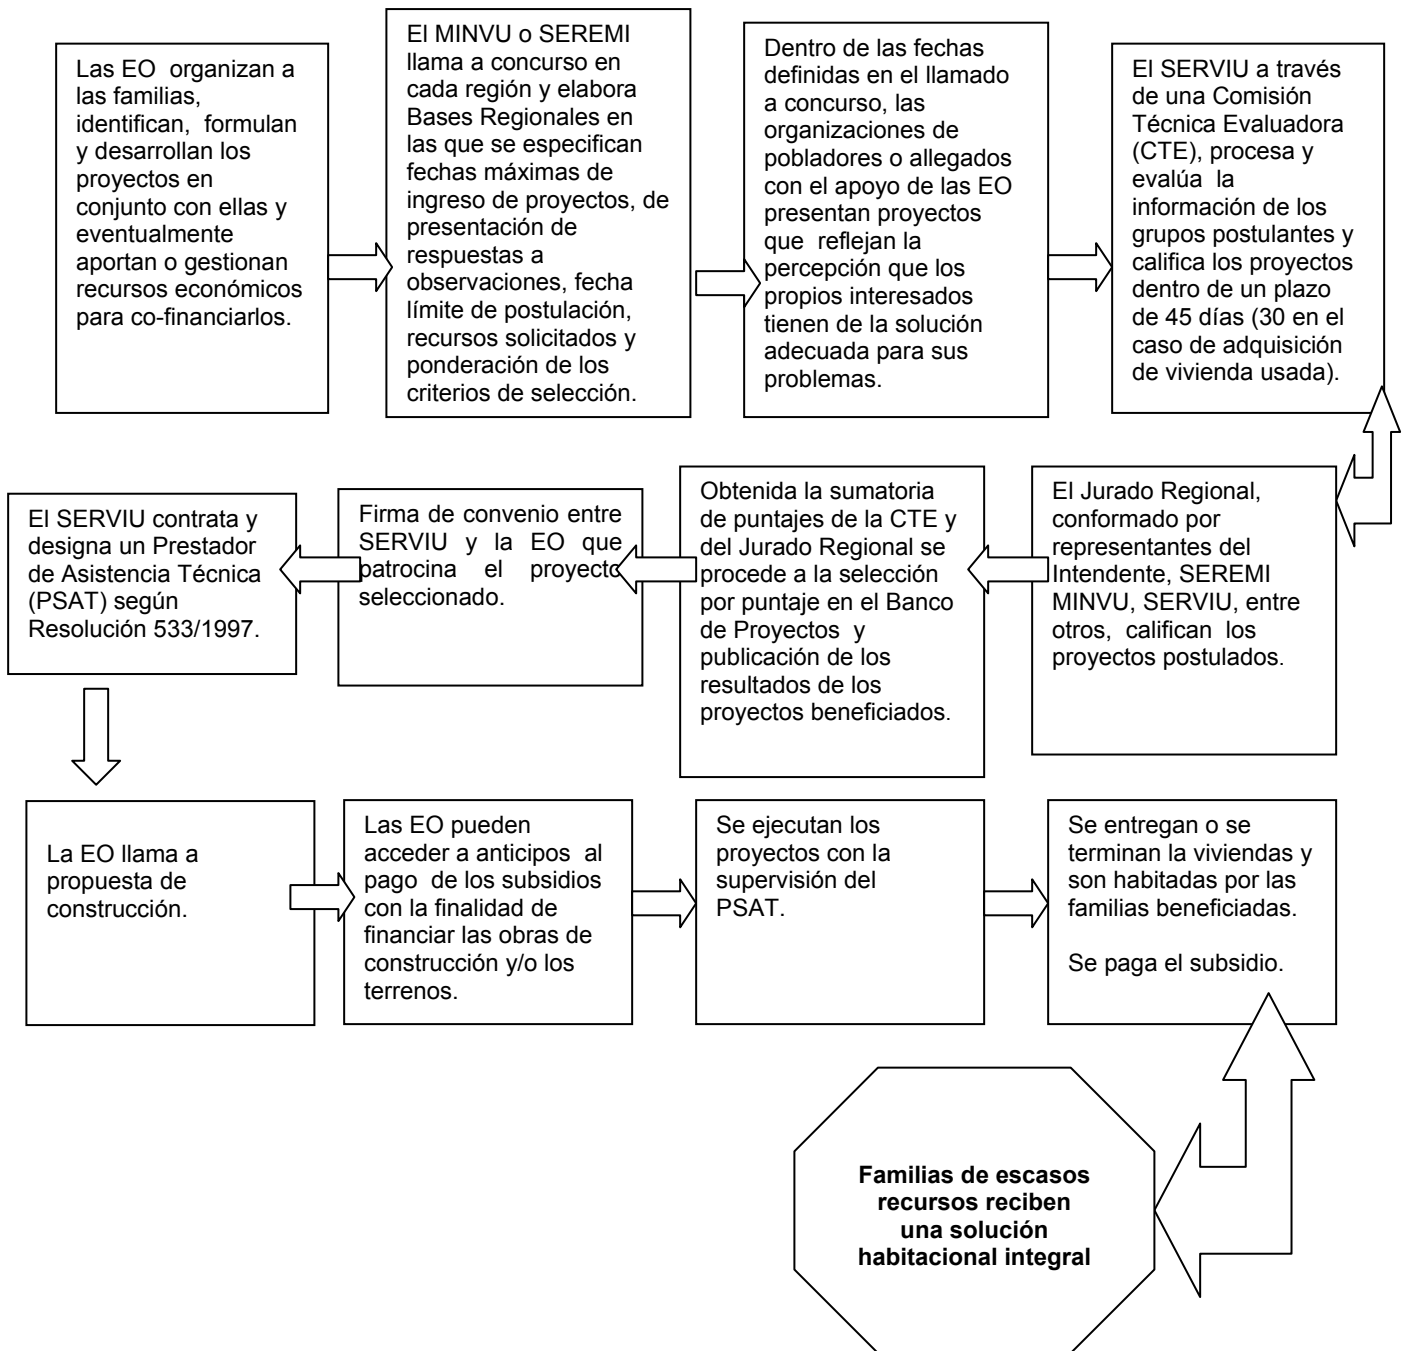 Las EO organizan a
las familias,
identifican, formulan
y desarrollan los
proyectos en
conjunto con ellas y
eventualmente
aportan o gestionan
recursos económicos
para co-financiarlos.
El MINVU o SEREMI
llama a concurso en
cada región y elabora
Bases Regionales en
las que se especifican
fechas máximas de
ingreso de proyectos, de
presentación de
respuestas a
observaciones, fecha
límite de postulación,
recursos solicitados y
ponderación de los
criterios de selección.
Dentro de las fechas
definidas en el llamado
a concurso, las
organizaciones de
pobladores o allegados
con el apoyo de las EO
presentan proyectos
que reflejan la
percepción que los
propios interesados
tienen de la solución
adecuada para sus
problemas.
El SERVIU a través
de una Comisión
Técnica Evaluadora
(CTE), procesa y
evalúa la
información de los
grupos postulantes y
califica los proyectos
dentro de un plazo
de 45 días (30 en el
caso de adquisición
de vivienda usada).
El SERVIU contrata y
designa un Prestador
de Asistencia Técnica
(PSAT) según
Resolución 533/1997.
Firma de convenio entre
SERVIU y la EO que
patrocina el proyecto
seleccionado.
Obtenida la sumatoria
de puntajes de la CTE y
del Jurado Regional se
procede a la selección
por puntaje en el Banco
de Proyectos y
publicación de los
resultados de los
proyectos beneficiados.
El Jurado Regional,
conformado por
representantes del
Intendente, SEREMI
MINVU, SERVIU, entre
otros, califican los
proyectos postulados.
La EO llama a
propuesta de
construcción.
Las EO pueden
acceder a anticipos al
pago de los subsidios
con la finalidad de
financiar las obras de
construcción y/o los
terrenos.
Se ejecutan los
proyectos con la
supervisión del
PSAT.
Se entregan o se
terminan la viviendas y
son habitadas por las
familias beneficiadas.
Se paga el subsidio.
Familias de escasos
recursos reciben
una solución
habitacional integral